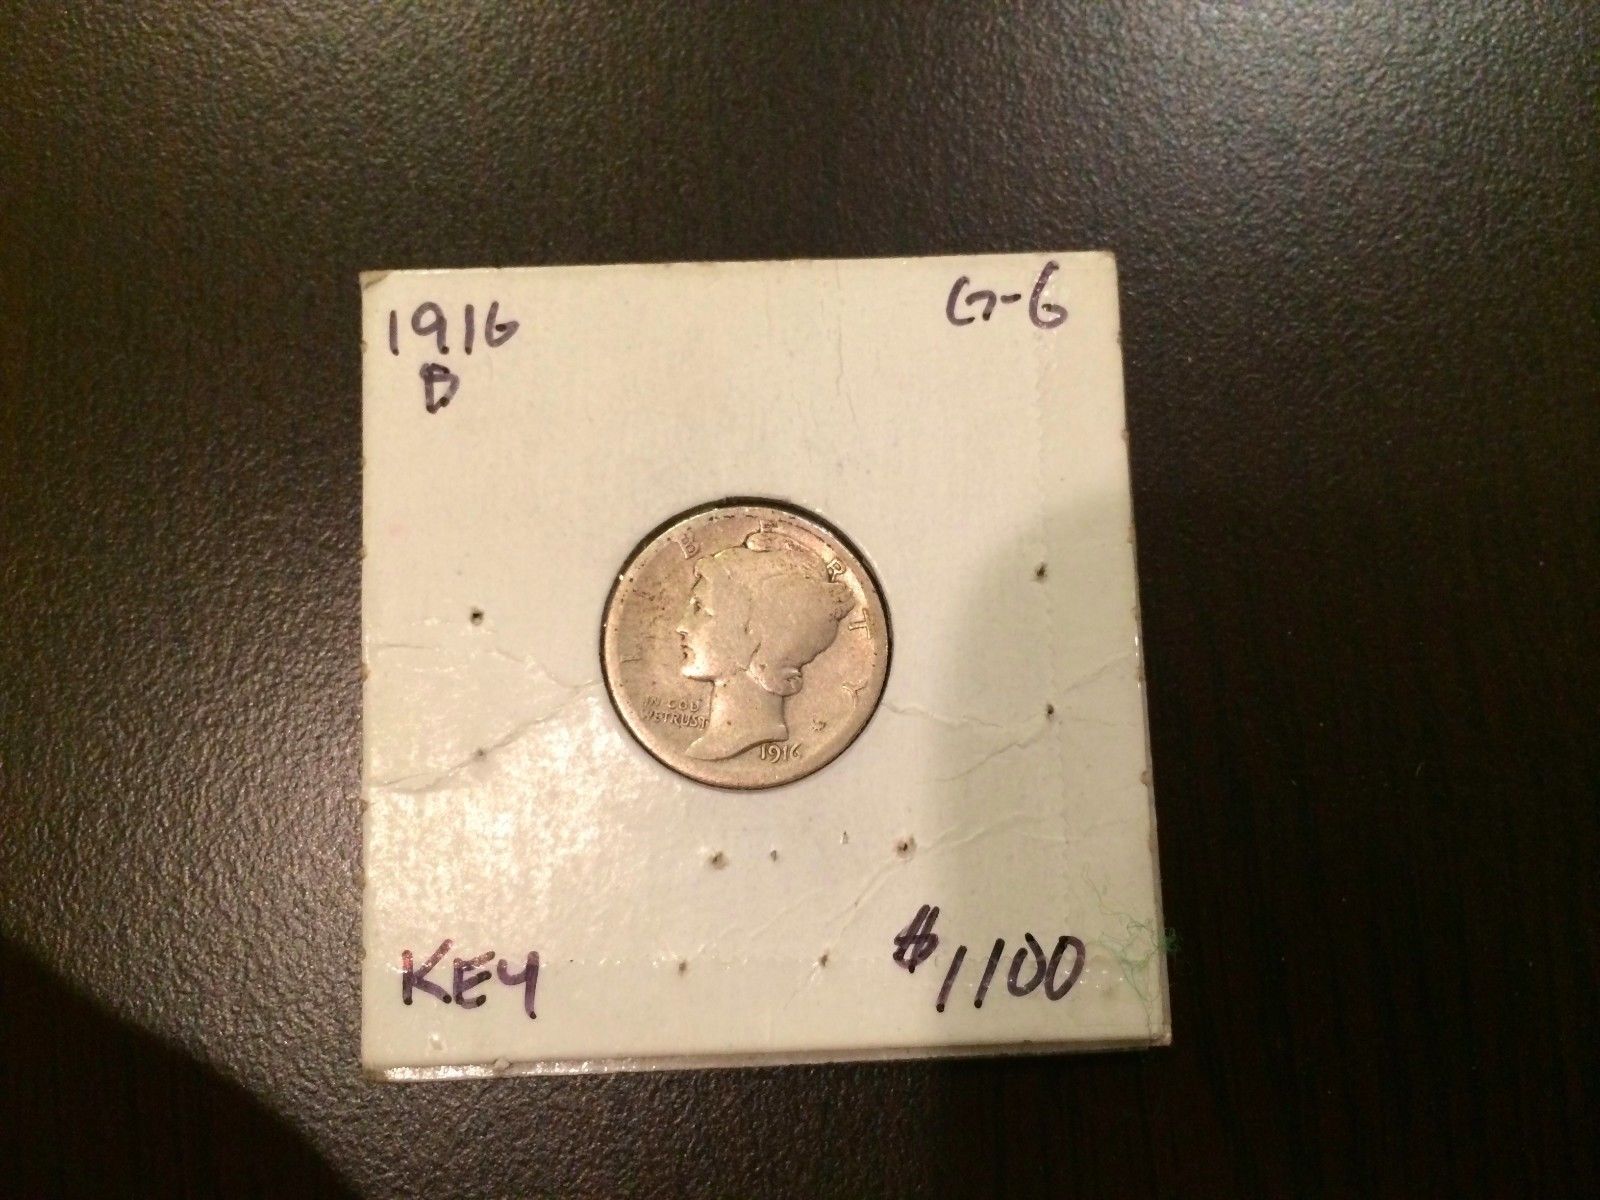 1916 G-6
D
LIBERTY
IN GOD
WE TRUST
1916
KEY $1100